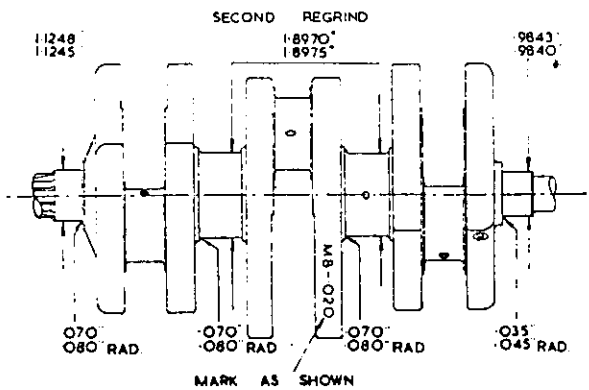 SECOND REGRIND
1.1248"
1.1245"
1.8970"
1.8975"
.9843"
.9840"
MB-020
.070"
.080" RAD.
.070"
.080" RAD
.070"
.080" RAD.
.035"
.045" RAD.
MARK AS SHOWN